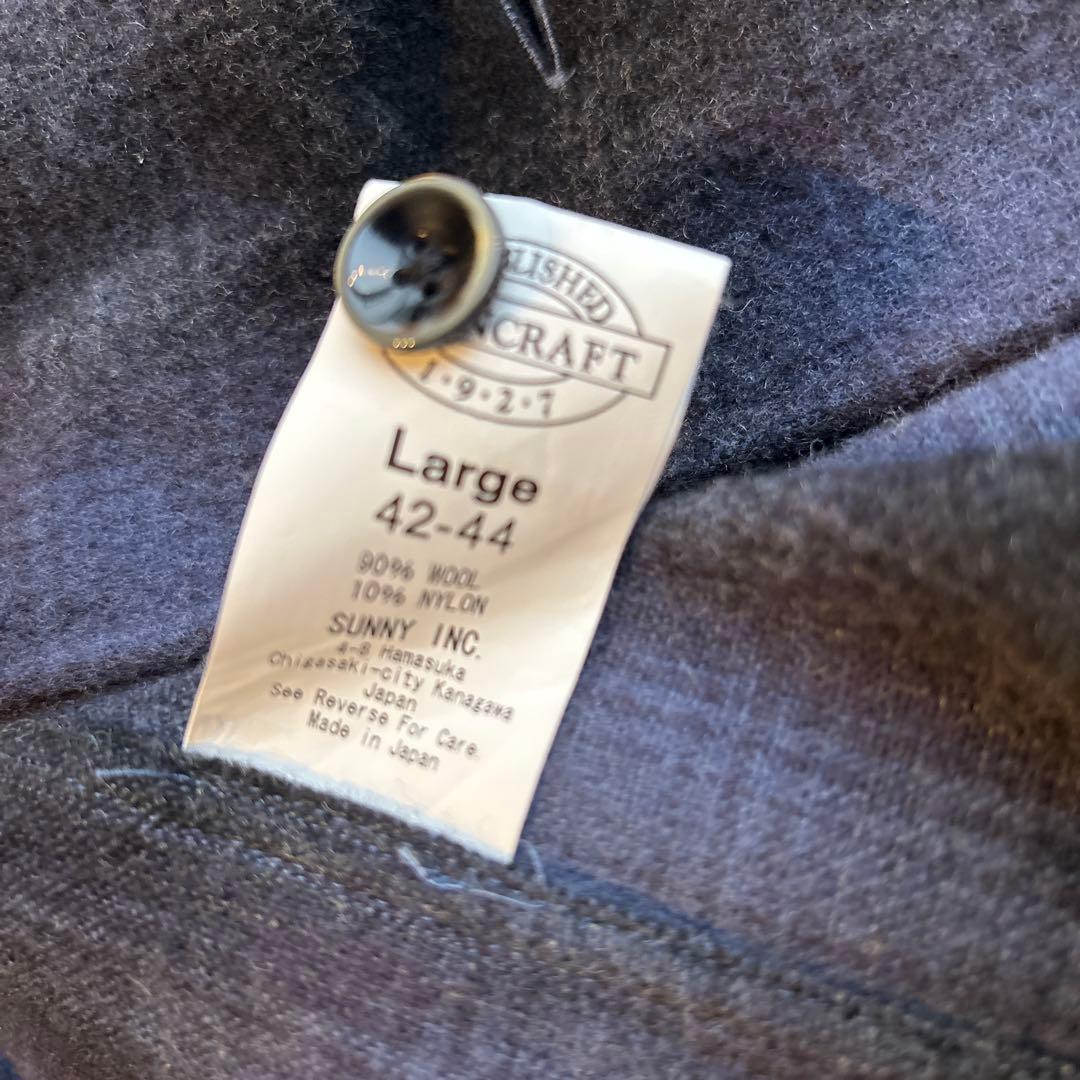 LISHED
NCRAFT
1·9·2·7
Large
42-44
90% WOOL
10% NYLON
SUNNY INC.
4-8 Hamasuka
Chigasaki-city Kanagawa
Japan
See Reverse For Care.
Made in Japan